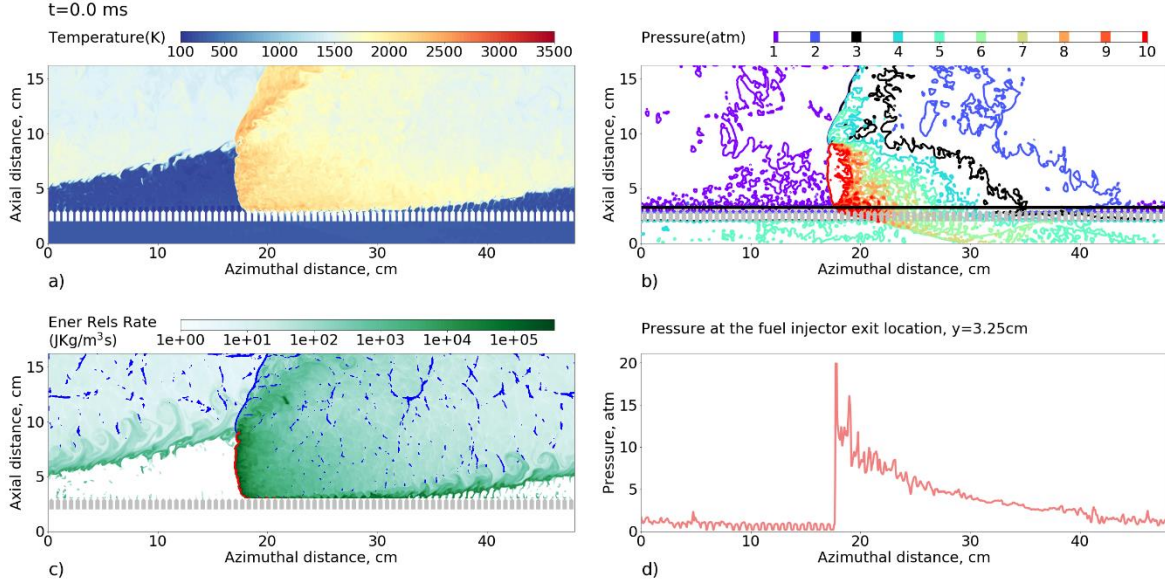 t=0.0 ms
Temperature(K)
100 500 1000 1500 2000 2500 3000 3500
Axial distance, cm
15
10
5
0
0 10 20 30 40
Azimuthal distance, cm
a)
Pressure(atm)
1 2 3 4 5 6 7 8 9 10
Axial distance, cm
15
10
5
0
0 10 20 30 40
Azimuthal distance, cm
b)
Ener Rels Rate
(JKg/m³s)
1e+00 1e+01 1e+02 1e+03 1e+04 1e+05
Axial distance, cm
15
10
5
0
0 10 20 30 40
Azimuthal distance, cm
c)
Pressure at the fuel injector exit location, y=3.25cm
Pressure, atm
20
15
10
5
0
0 10 20 30 40
Azimuthal distance, cm
d)